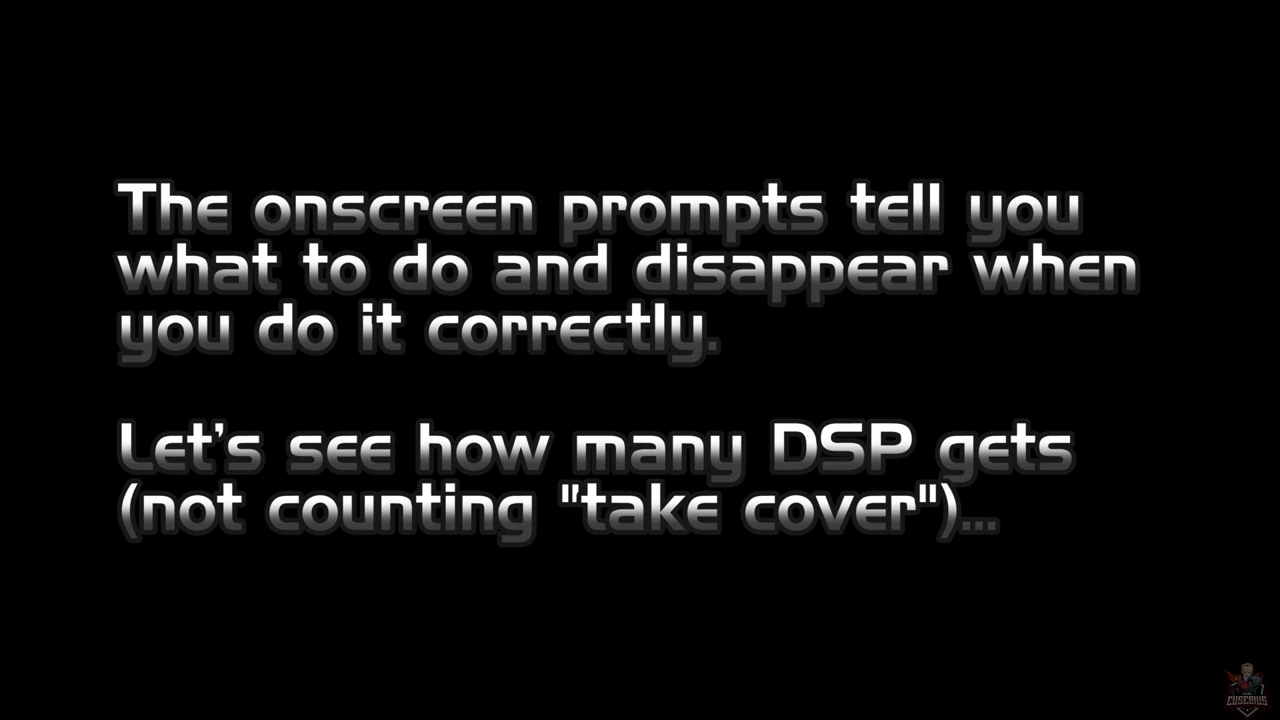 The onscreen prompts tell you
what to do and disappear when
you do it correctly.
Let's see how many DSP gets
(not counting "take cover")...
EUSEBIUS